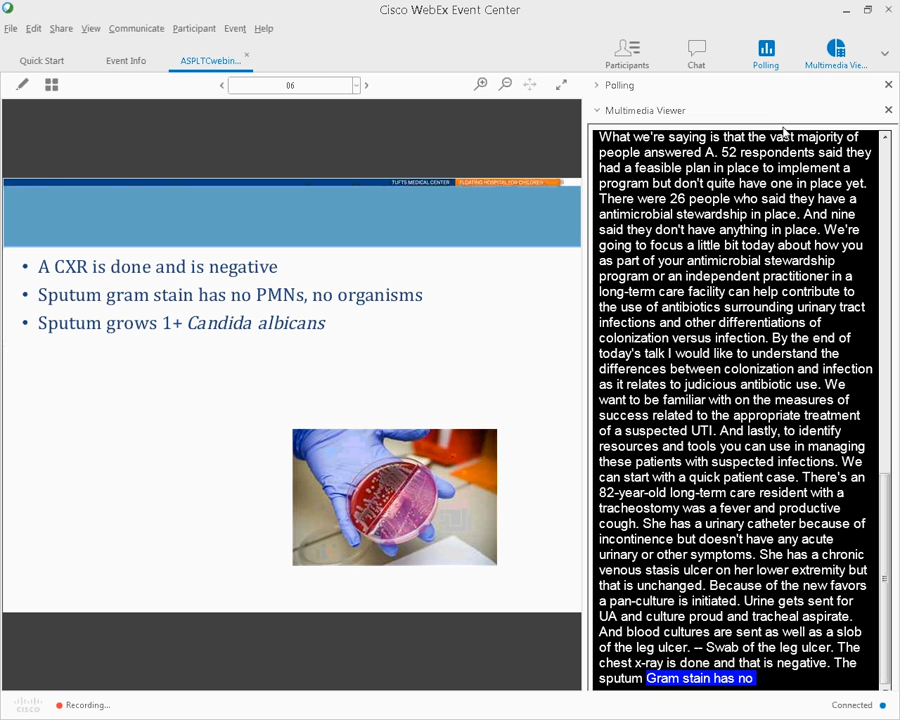 Cisco WebEx Event Center
File Edit Share View Communicate Participant Event Help
Quick Start Event Info ASPLTCwebin...
Participants Chat Polling Multimedia Vie...
06
Polling
Multimedia Viewer
TUFTS MEDICAL CENTER FLOATING HOSPITAL FOR CHILDREN
• A CXR is done and is negative
• Sputum gram stain has no PMNs, no organisms
• Sputum grows 1+ Candida albicans
What we're saying is that the vast majority of
people answered A. 52 respondents said they
had a feasible plan in place to implement a
program but don't quite have one in place yet.
There were 26 people who said they have a
antimicrobial stewardship in place. And nine
said they don't have anything in place. We're
going to focus a little bit today about how you
as part of your antimicrobial stewardship
program or an independent practitioner in a
long-term care facility can help contribute to
the use of antibiotics surrounding urinary tract
infections and other differentiations of
colonization versus infection. By the end of
today's talk I would like to understand the
differences between colonization and infection
as it relates to judicious antibiotic use. We
want to be familiar with on the measures of
success related to the appropriate treatment
of a suspected UTI. And lastly, to identify
resources and tools you can use in managing
these patients with suspected infections. We
can start with a quick patient case. There's an
82-year-old long-term care resident with a
tracheostomy was a fever and productive
cough. She has a urinary catheter because of
incontinence but doesn't have any acute
urinary or other symptoms. She has a chronic
venous stasis ulcer on her lower extremity but
that is unchanged. Because of the new favors
a pan-culture is initiated. Urine gets sent for
UA and culture proud and tracheal aspirate.
And blood cultures are sent as well as a slob
of the leg ulcer. -- Swab of the leg ulcer. The
chest x-ray is done and that is negative. The
sputum Gram stain has no
cisco
Recording...
Connected